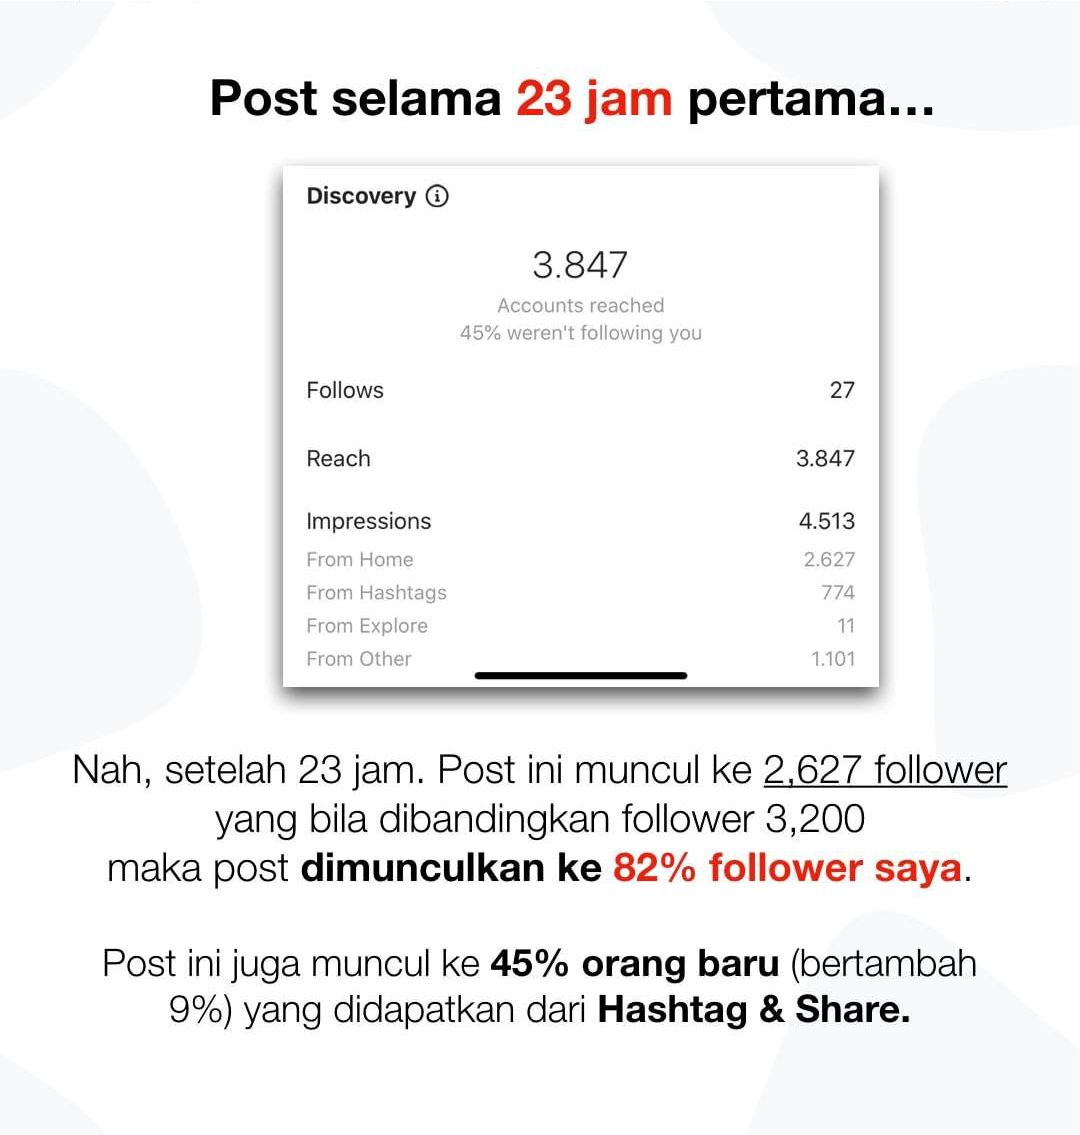 Post selama 23 jam pertama...
Discovery
3.847
Accounts reached
45% weren't following you
Follows 27
Reach 3.847
Impressions 4.513
From Home 2.627
From Hashtags 774
From Explore 11
From Other 1.101
Nah, setelah 23 jam. Post ini muncul ke 2,627 follower
yang bila dibandingkan follower 3,200
maka post dimunculkan ke 82% follower saya.
Post ini juga muncul ke 45% orang baru (bertambah
9%) yang didapatkan dari Hashtag & Share.